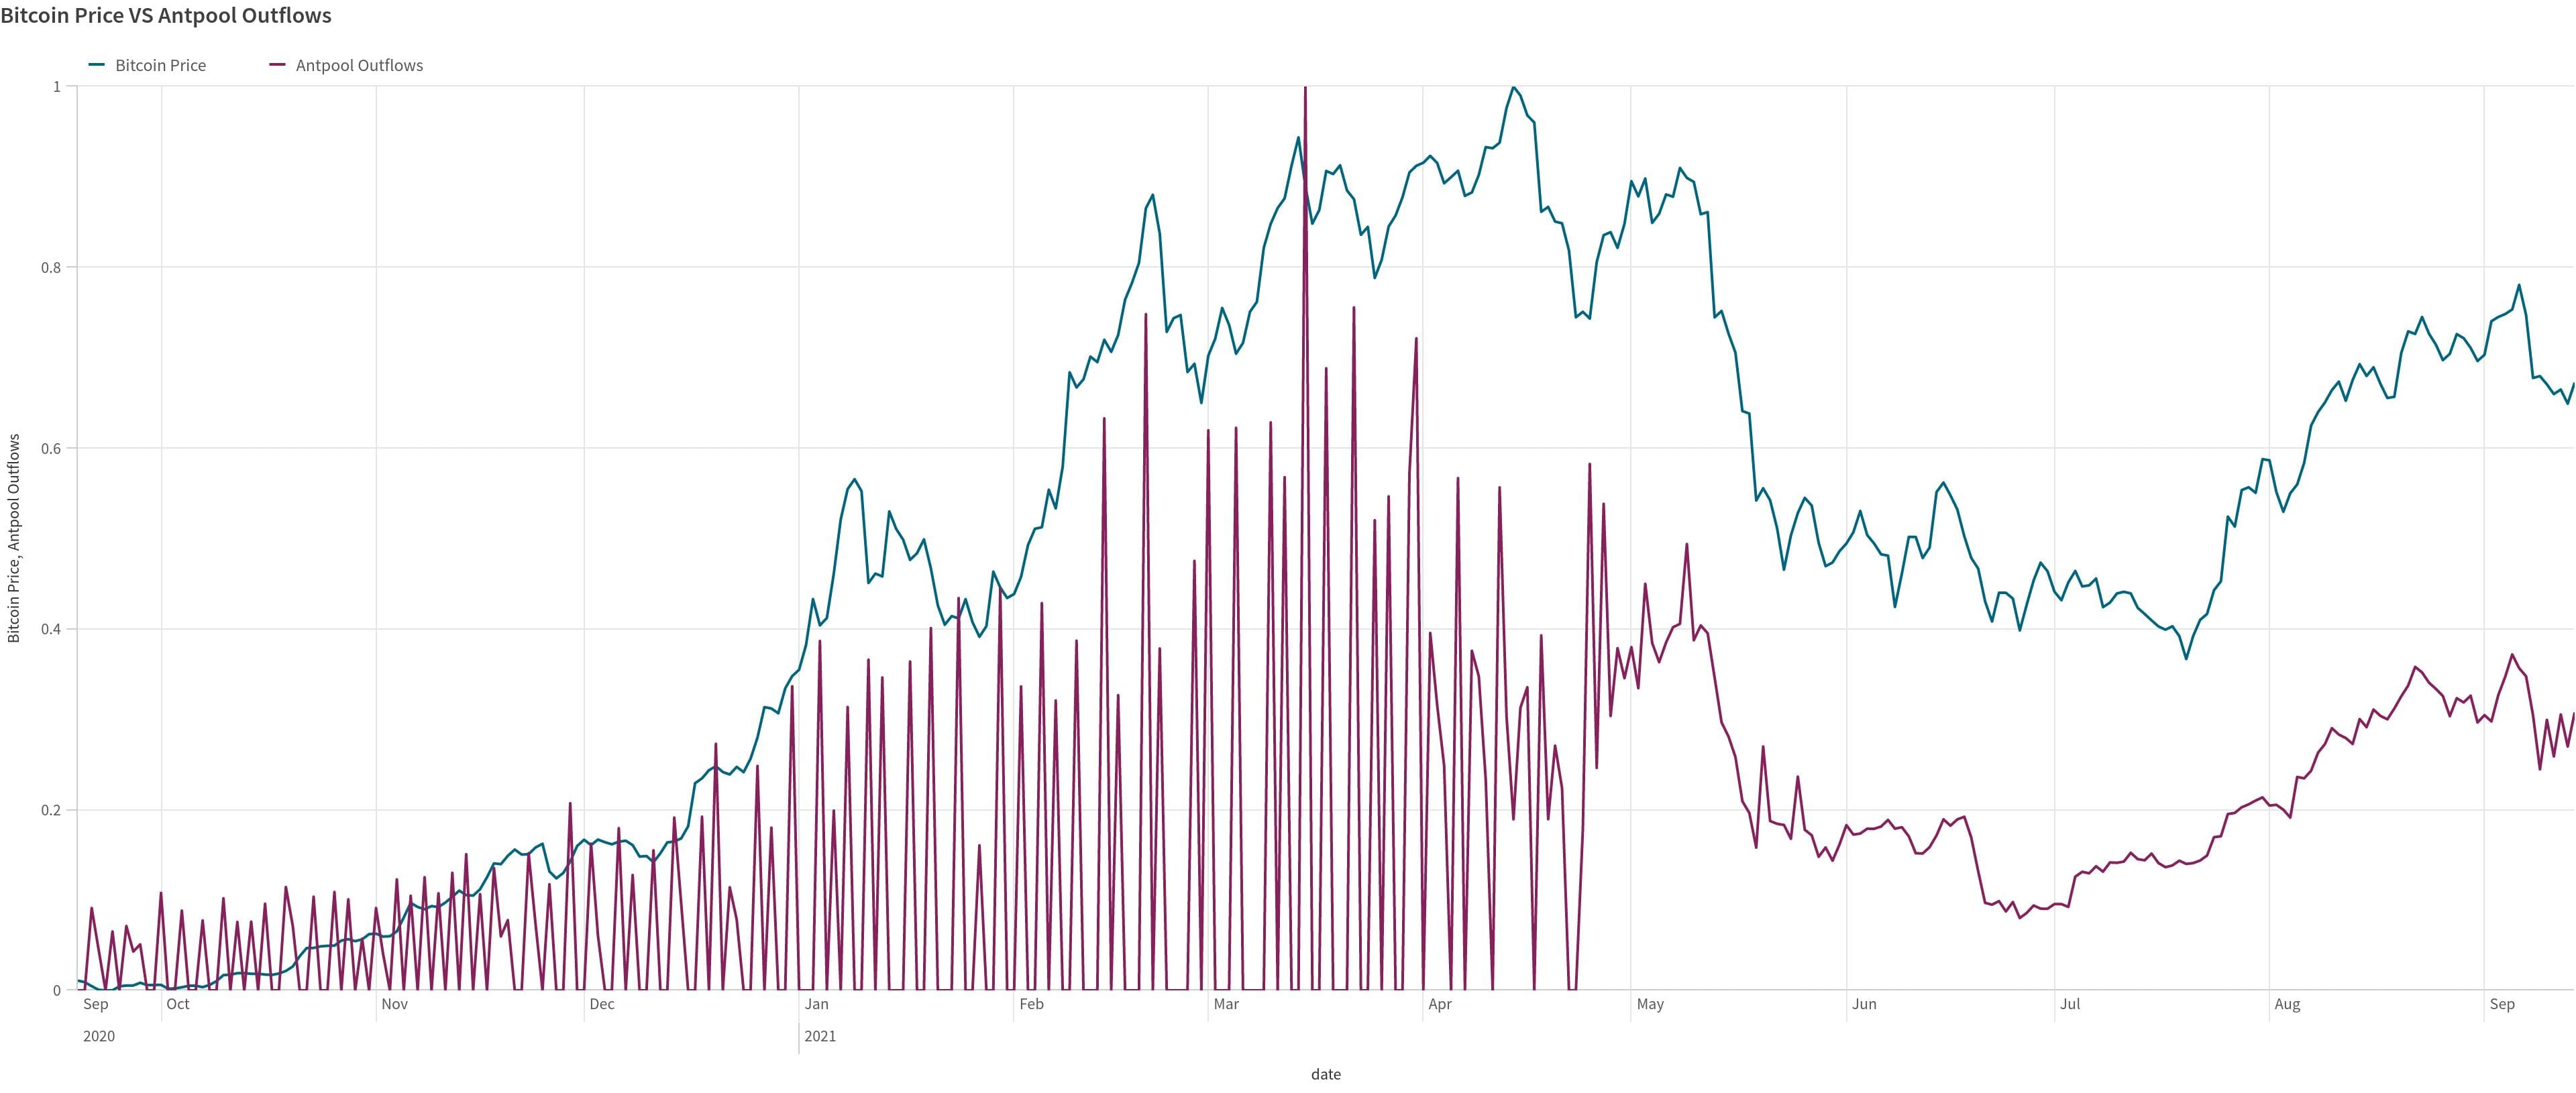 Bitcoin Price VS Antpool Outflows
Bitcoin Price Antpool Outflows
1
0.8
0.6
0.4
0.2
0
Bitcoin Price, Antpool Outflows
Sep Oct Nov Dec Jan Feb Mar Apr May Jun Jul Aug Sep
2020 2021
date